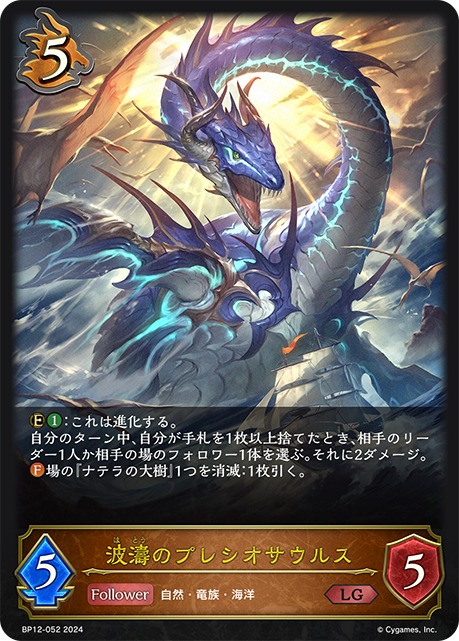 5
Ⓔ①:これは進化する。
自分のターン中、自分が手札を1枚以上捨てたとき、相手のリー
ダー1人か相手の場のフォロワー1体を選ぶ。それに2ダメージ。
Ⓕ場の『ナテラの大樹』1つを消滅:1枚引く。
はとう
波濤のプレシオサウルス
5
Follower 自然・竜族・海洋 LG
5
BP12-052 2024 © Cygames, Inc.